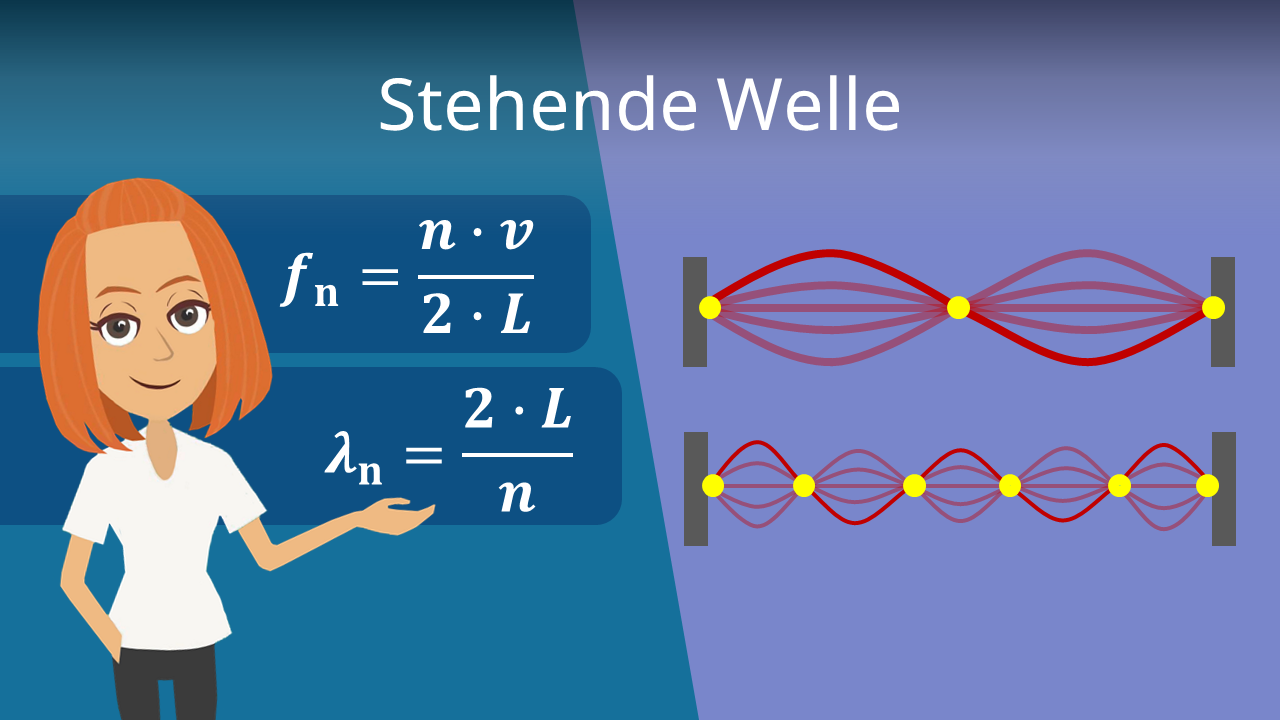 Stehende Welle
fₙ = (n · v) / (2 · L)
λₙ = (2 · L) / n